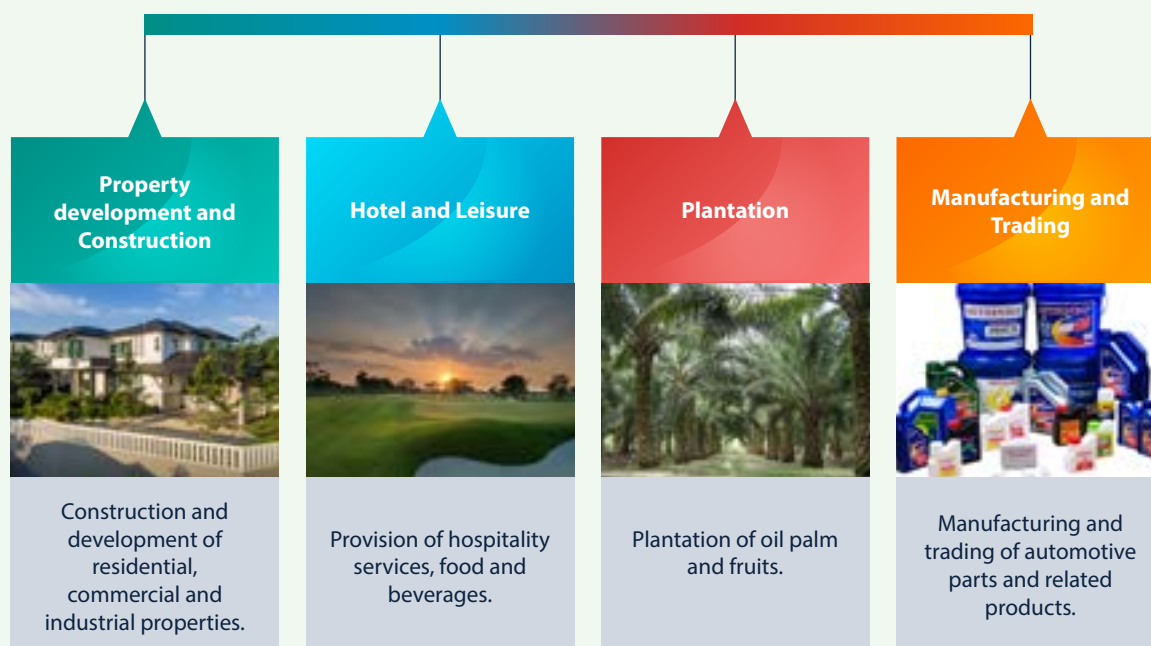 Property
development and
Construction
Construction and
development of
residential,
commercial and
industrial properties.
Hotel and Leisure
Provision of hospitality
services, food and
beverages.
Plantation
Plantation of oil palm
and fruits.
Manufacturing and
Trading
Manufacturing and
trading of automotive
parts and related
products.